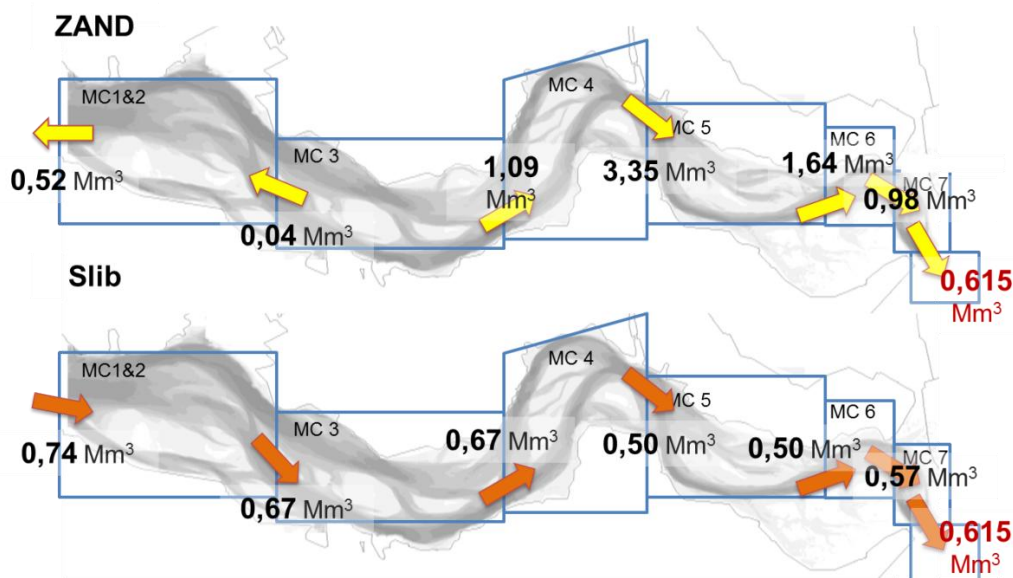 ZAND
MC1&2
MC 3
MC 4
MC 5
MC 6
MC 7
0,52 Mm³
0,04 Mm³
1,09
Mm³
3,35 Mm³
1,64 Mm³
0,98 Mm³
0,615
Mm³
Slib
MC1&2
MC 3
MC 4
MC 5
MC 6
MC 7
0,74 Mm³
0,67 Mm³
0,67 Mm³
0,50 Mm³
0,50 Mm³
0,57 Mm³
0,615
Mm³